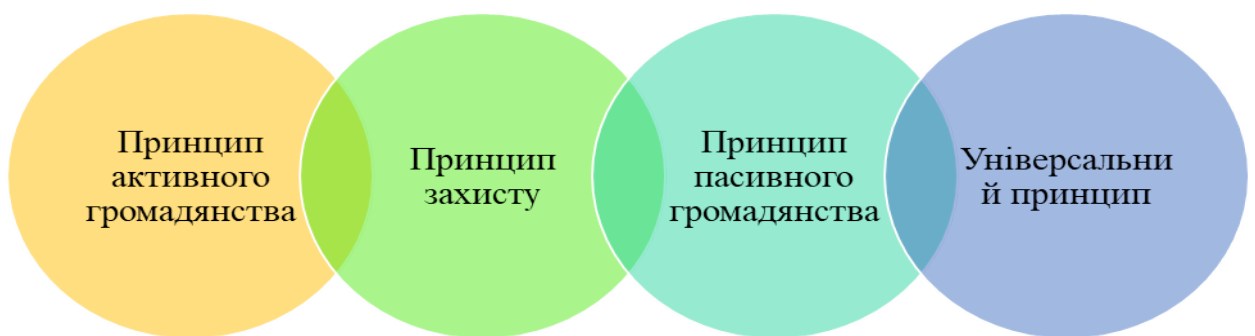 Принцип
активного
громадянства
Принцип
захисту
Принцип
пасивного
громадянства
Універсальни
й принцип